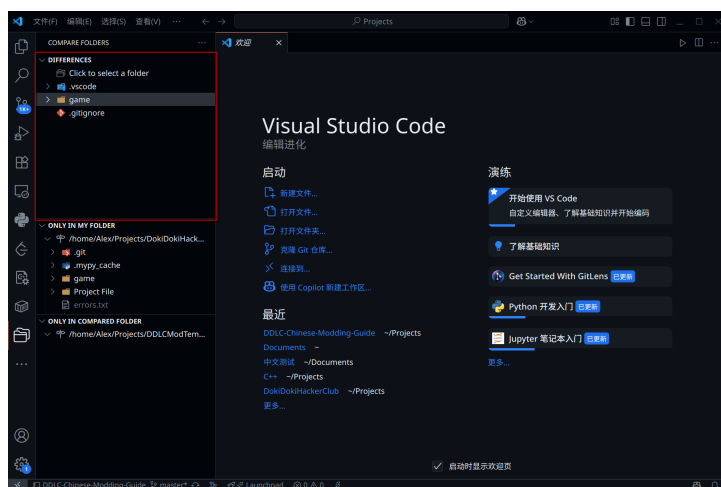 文件(F) 编辑(E) 选择(S) 查看(V) ··· Projects
COMPARE FOLDERS ···
欢迎
DIFFERENCES
Click to select a folder
.vscode
game
.gitignore
ONLY IN MY FOLDER
/home/Alex/Projects/DokiDokiHack...
.git
.mypy_cache
game
Project File
errors.txt
ONLY IN COMPARED FOLDER
/home/Alex/Projects/DDLCModTem...
Visual Studio Code
编辑进化
启动
新建文件...
打开文件...
打开文件夹...
克隆 Git 仓库...
连接到...
使用 Copilot 新建工作区...
最近
DDLC-Chinese-Modding-Guide ~/Projects
Documents ~
中文测试 ~/Documents
C++ ~/Projects
DokiDokiHackerClub ~/Projects
更多...
演练
开始使用 VS Code
自定义编辑器、了解基础知识并开始编码
了解基础知识
Get Started With GitLens 已更新
Python 开发入门 已更新
Jupyter 笔记本入门 已更新
更多...
启动时显示欢迎页
DDLC-Chinese-Modding-Guide master* Launchpad 0 0